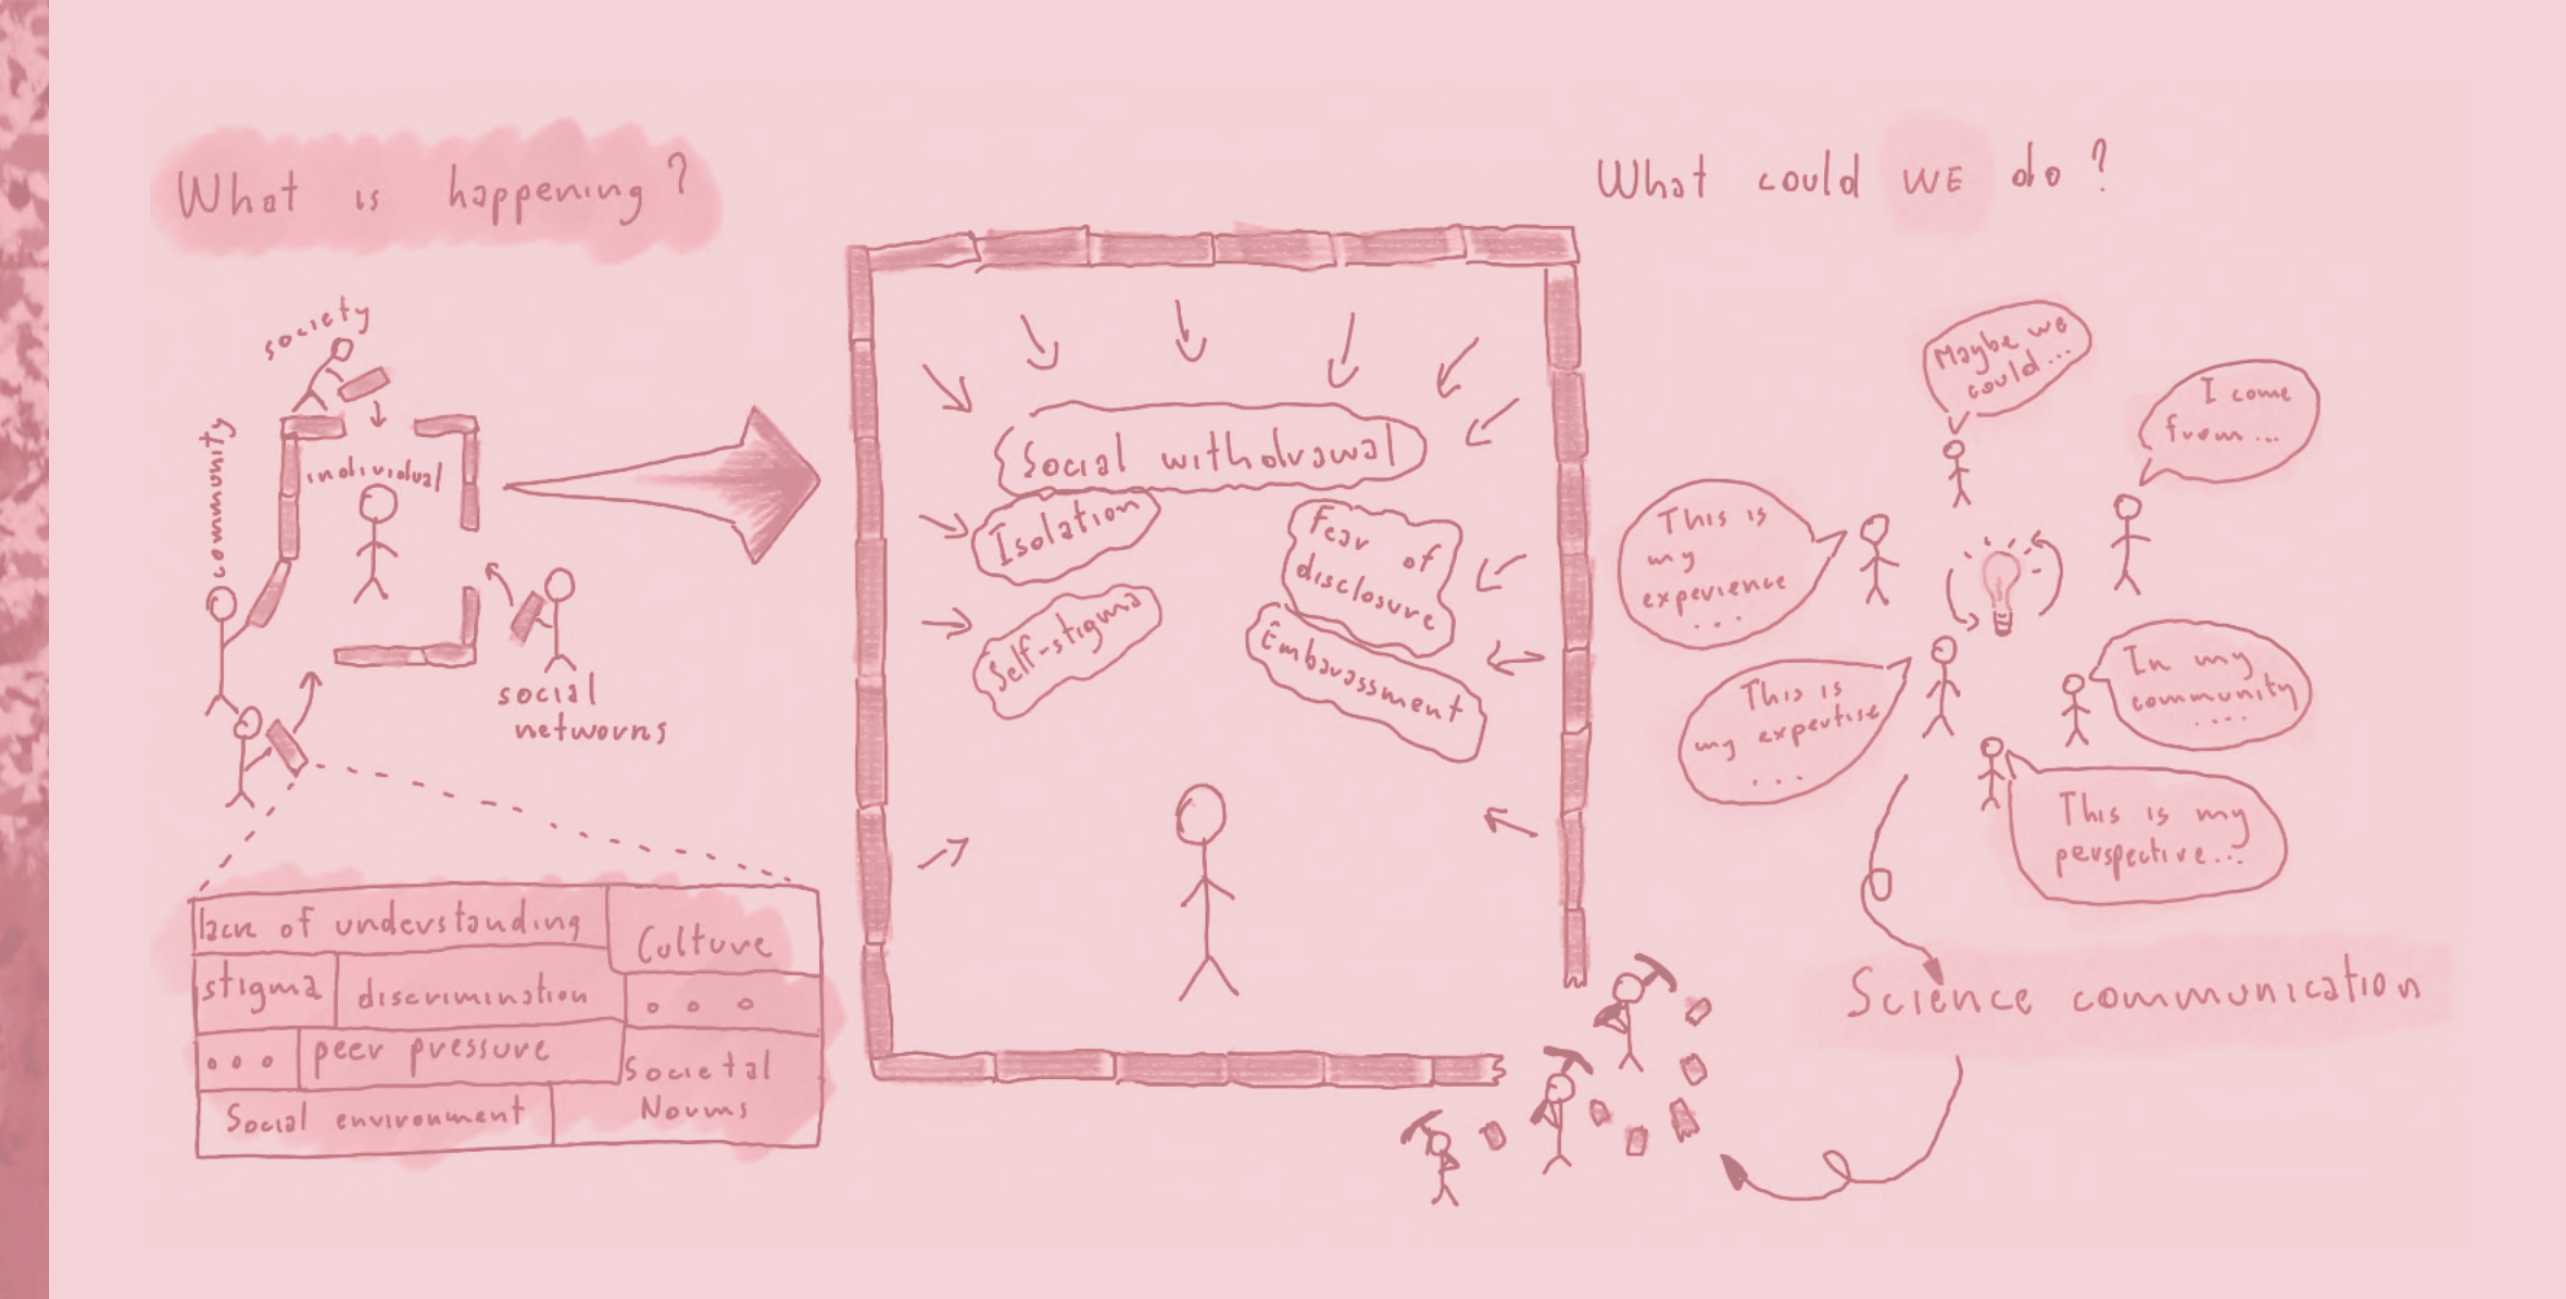 What is happening?
society
community
individual
social
networks
lack of understanding
Culture
stigma
discrimination
o o o
o o o
peer pressure
Societal
Norms
Social environment
Social withdrawal
Isolation
Self-stigma
Fear
of
disclosure
Embarassment
What could WE do?
Maybe we
could...
I come
from...
This is
my
experience
...
This is
my expertise
...
In my
community
....
This is my
perspective...
Science communication